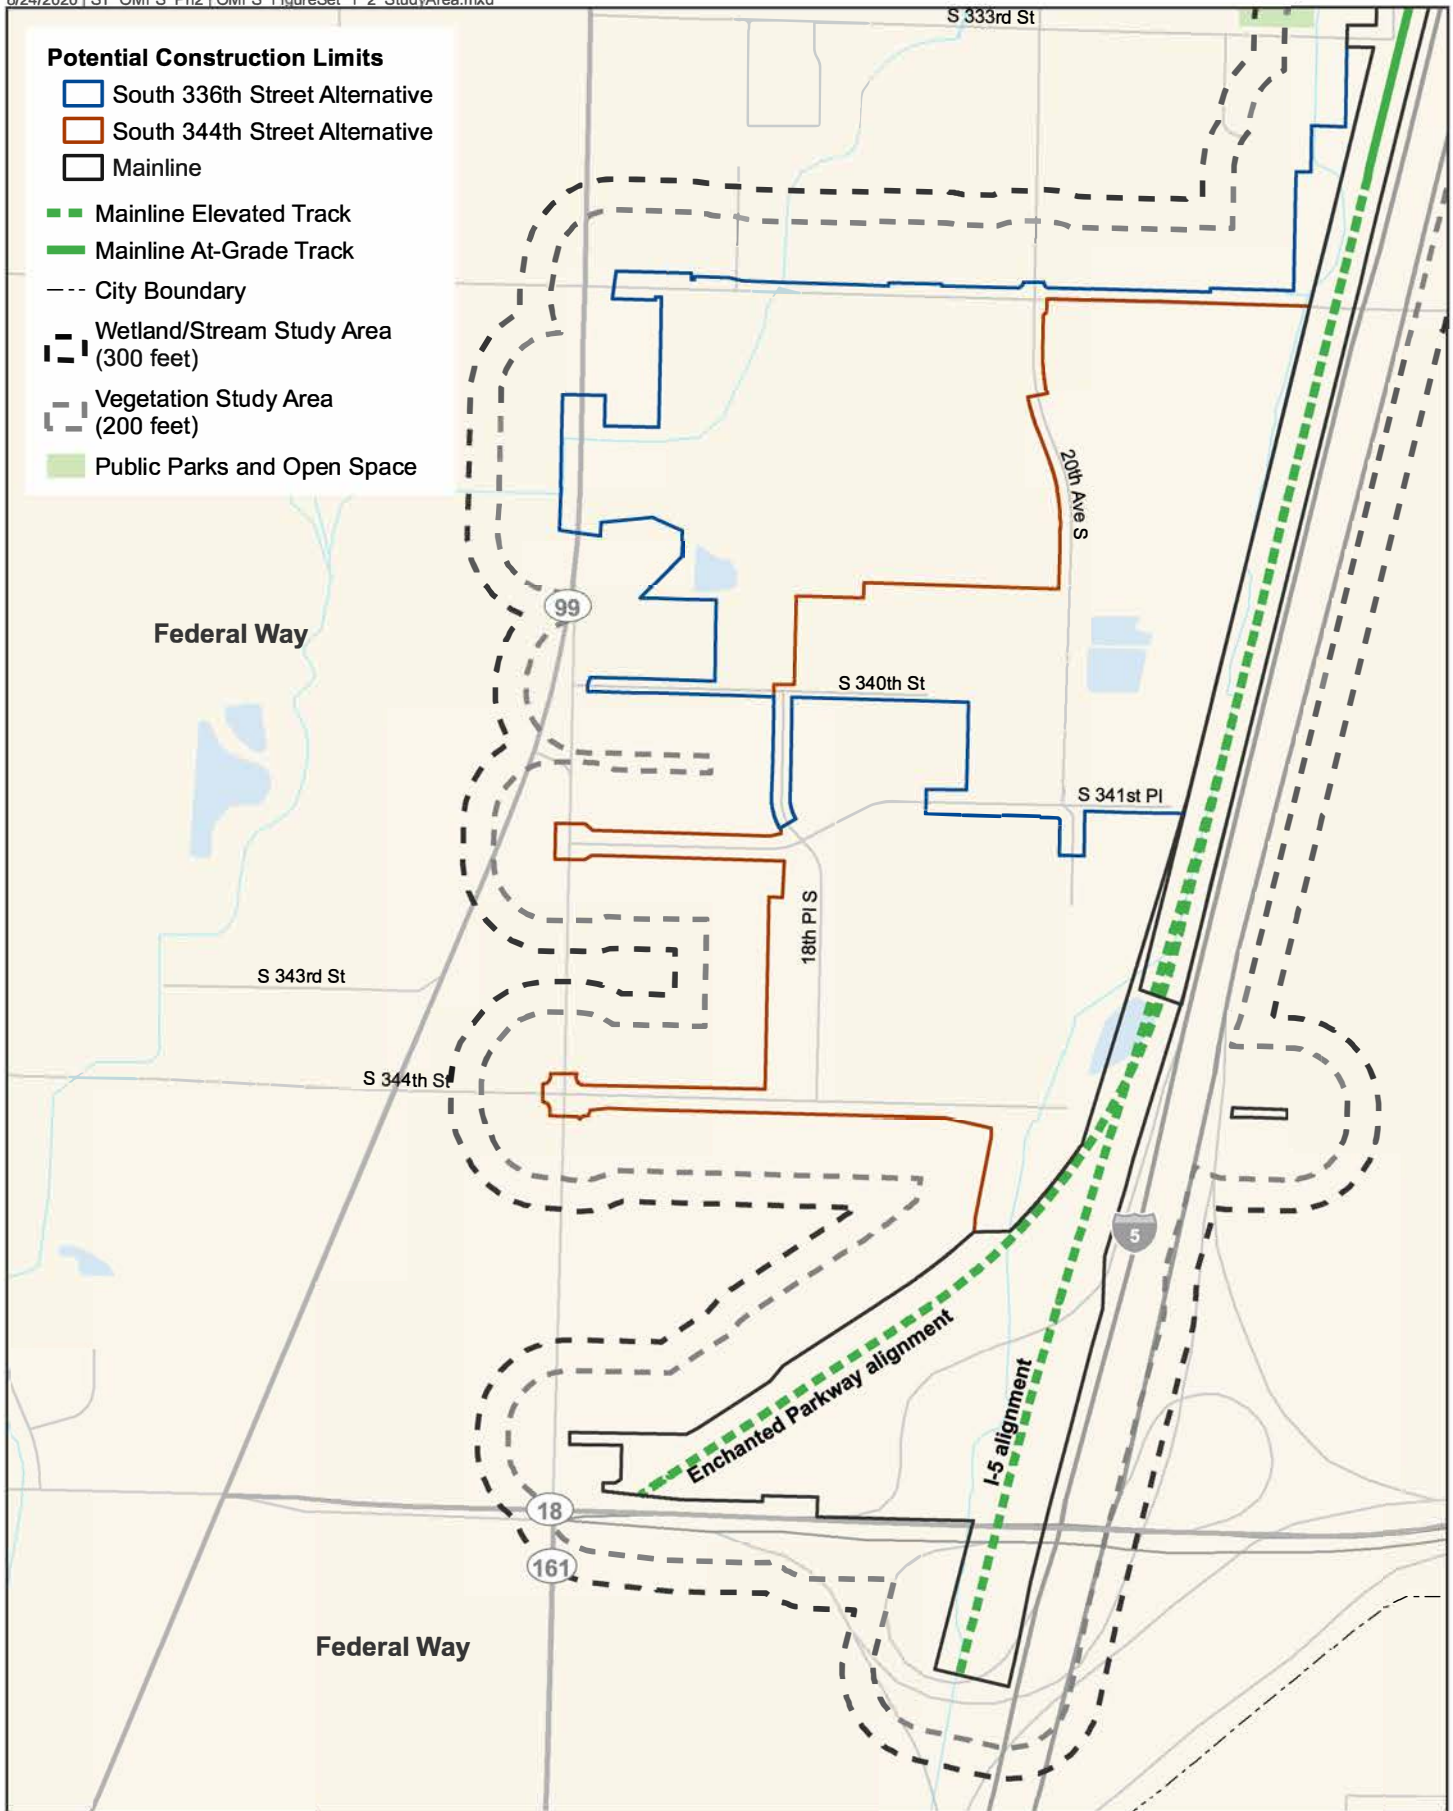 S 333rd St
Potential Construction Limits
South 336th Street Alternative
South 344th Street Alternative
Mainline
Mainline Elevated Track
Mainline At-Grade Track
City Boundary
Wetland/Stream Study Area
(300 feet)
Vegetation Study Area
(200 feet)
Public Parks and Open Space
20th Ave S
99
Federal Way
S 340th St
S 341st Pl
18th Pl S
S 343rd St
S 344th St
5
Enchanted Parkway alignment
I-5 alignment
18
161
Federal Way